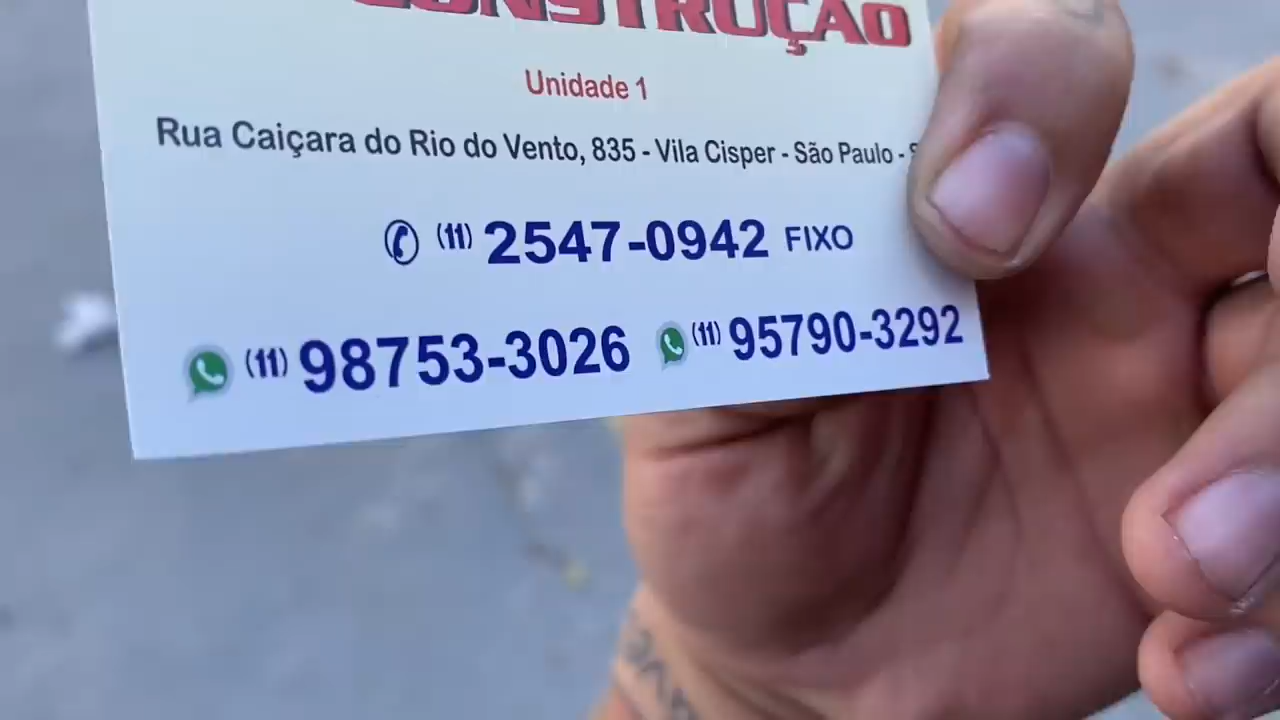 CONSTRUÇÃO
Unidade 1
Rua Caiçara do Rio do Vento, 835 - Vila Cisper - São Paulo -
(11) 2547-0942 FIXO
(11) 98753-3026 (11) 95790-3292